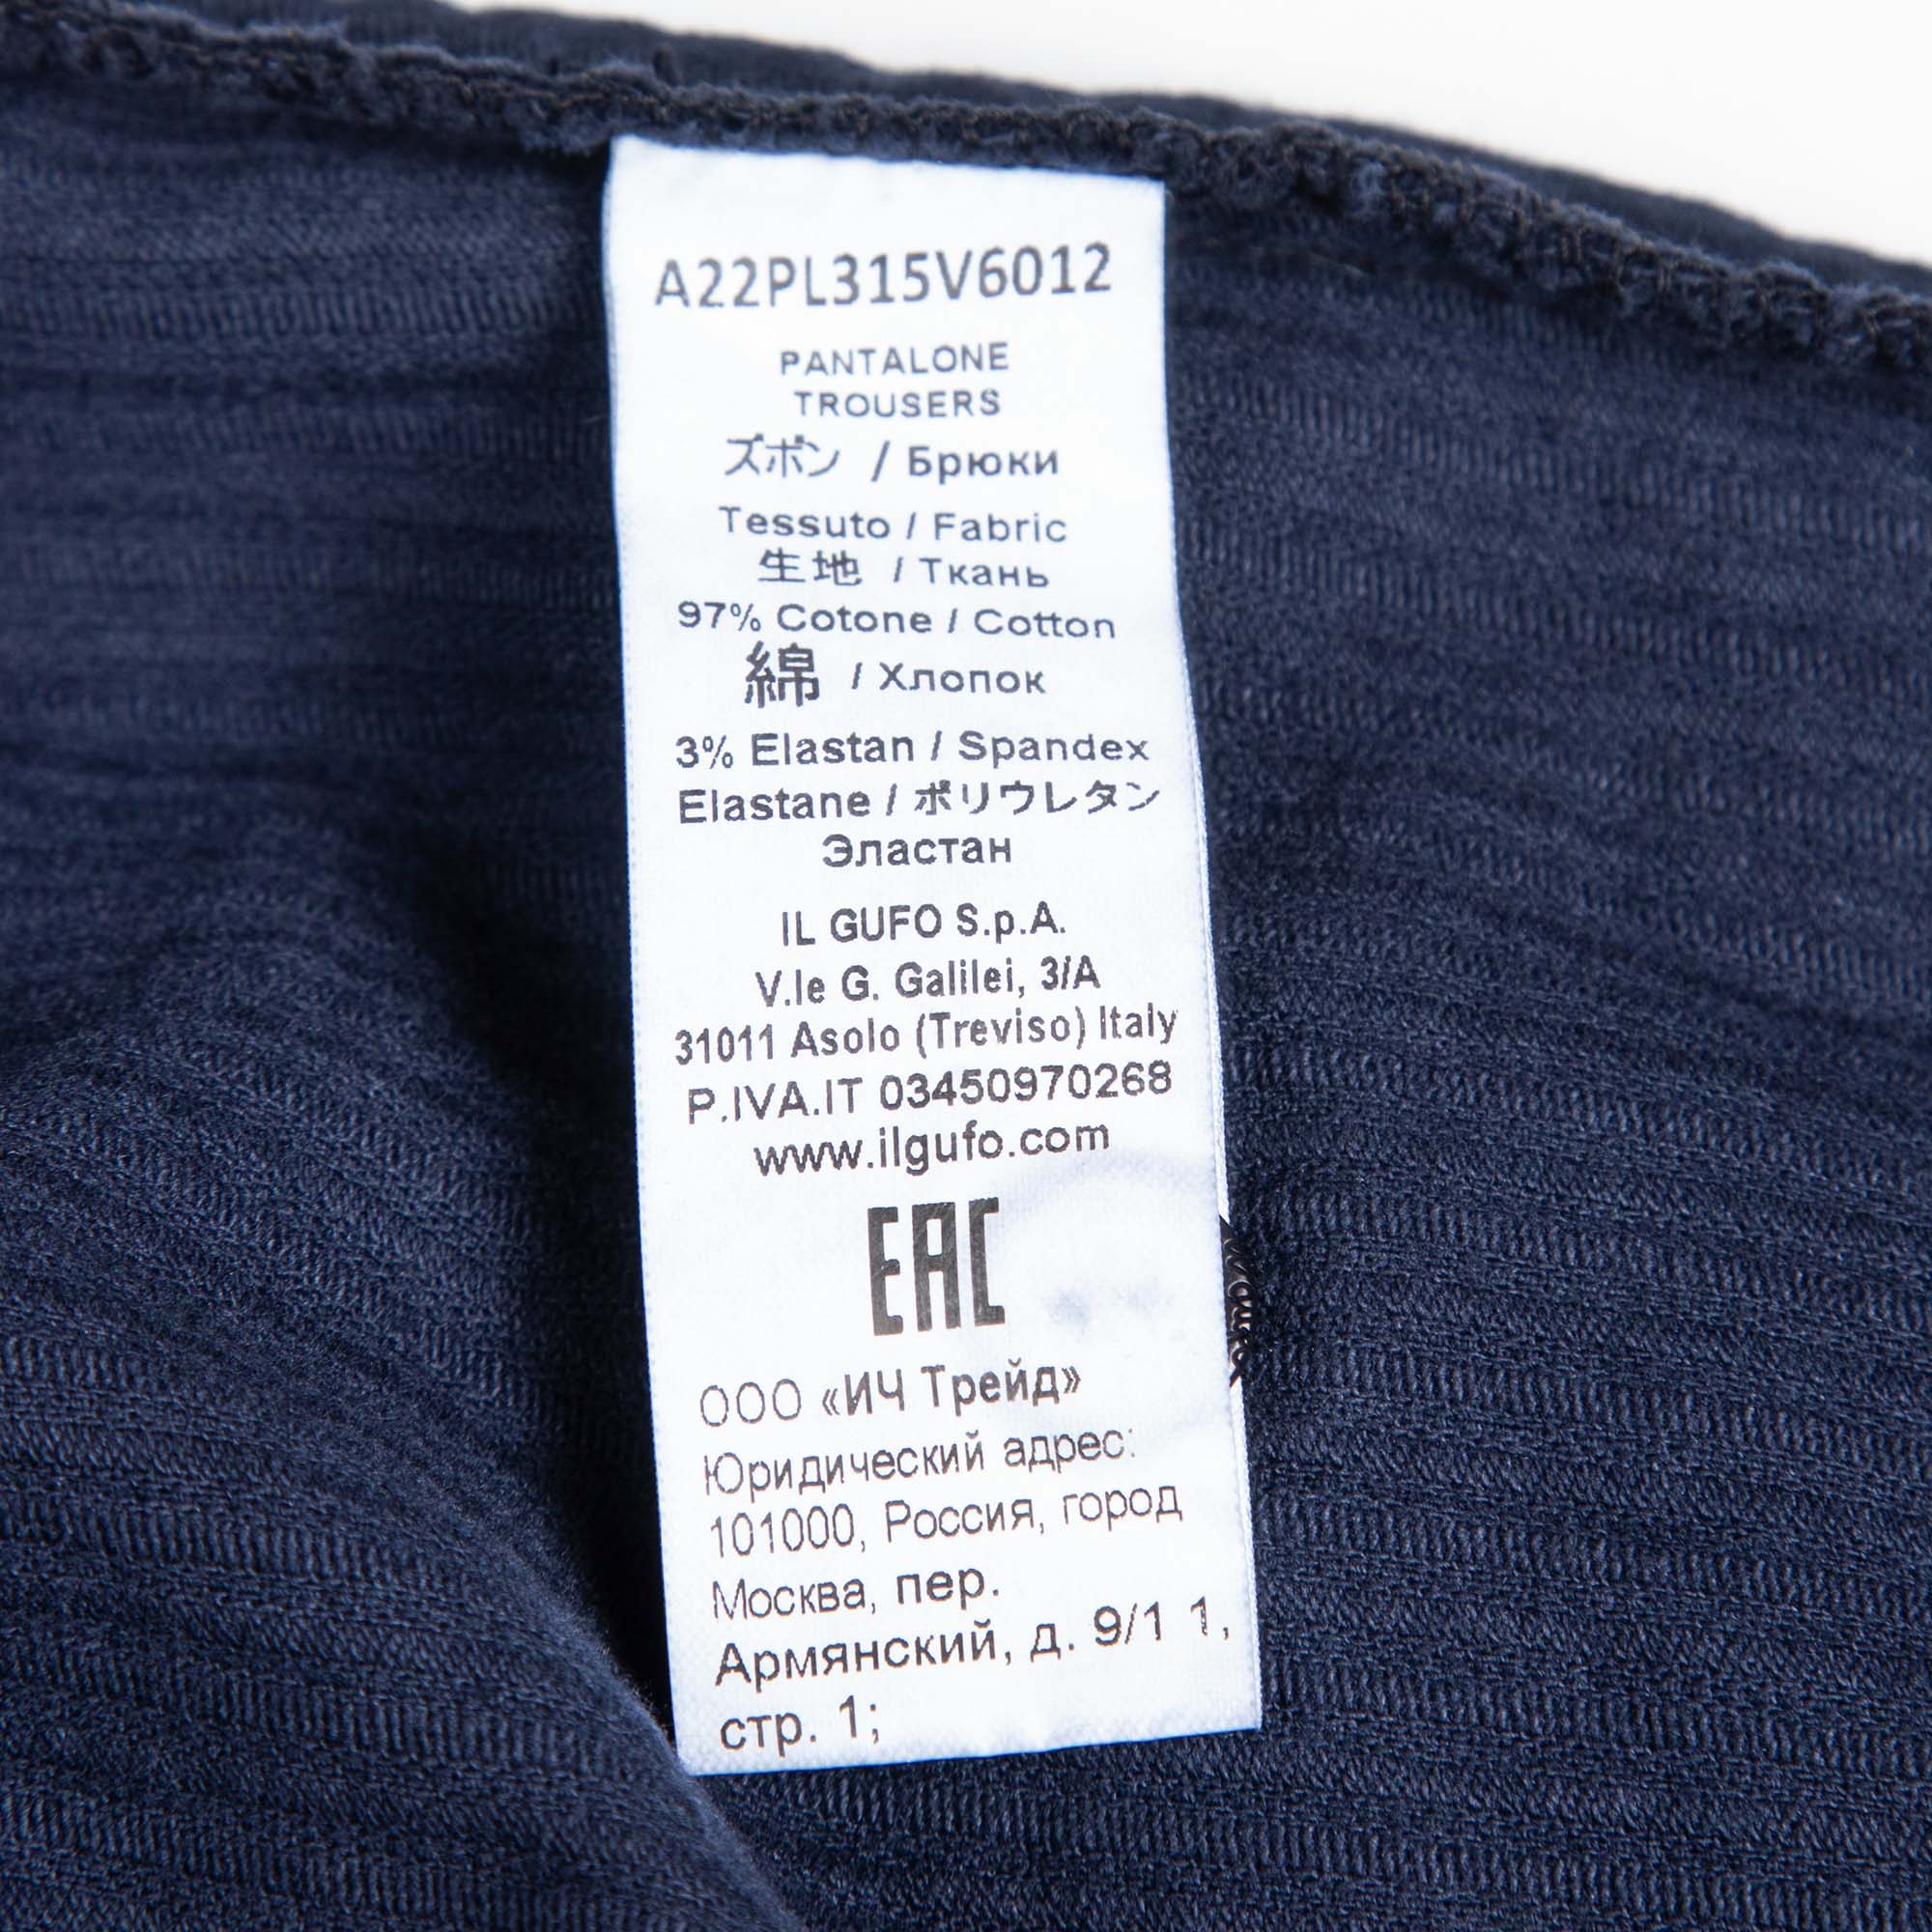 A22PL315V6012
PANTALONE
TROUSERS
ズボン / Брюки
Tessuto / Fabric
生地 / Ткань
97% Cotone / Cotton
綿 / Хлопок
3% Elastan / Spandex
Elastane / ポリウレタン
Эластан
IL GUFO S.p.A.
V.le G. Galilei, 3/A
31011 Asolo (Treviso) Italy
P.IVA.IT 03450970268
www.ilgufo.com
EAC
ООО «ИЧ Трейд»
Юридический адрес:
101000, Россия, город
Москва, пер.
Армянский, д. 9/1 1,
стр. 1;